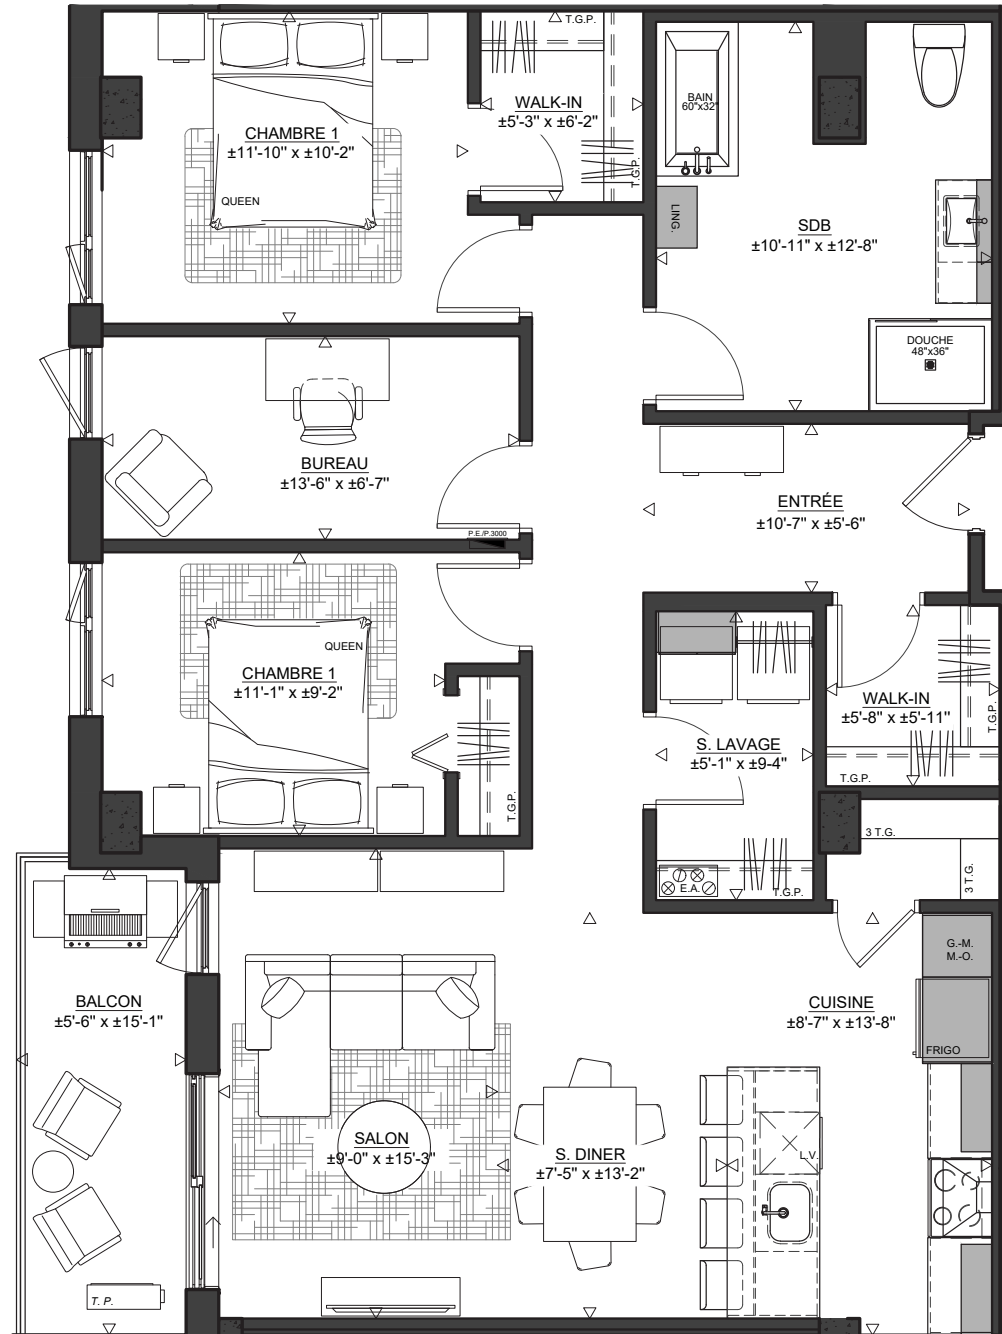 T.G.P.
WALK-IN
±5'-3" x ±6'-2"
T.G.P.
BAIN
60"x32"
CHAMBRE 1
±11'-10" x ±10'-2"
QUEEN
LING.
SDB
±10'-11" x ±12'-8"
DOUCHE
48"x36"
BUREAU
±13'-6" x ±6'-7"
P.E./P.3000
ENTRÉE
±10'-7" x ±5'-6"
QUEEN
CHAMBRE 1
±11'-1" x ±9'-2"
T.G.P.
S. LAVAGE
±5'-1" x ±9-4"
WALK-IN
±5'-8" x ±5'-11"
T.G.P.
T.G.P.
3 T.G.
3 T.G.
E.A.
T.G.P.
G.-M.
M.-O.
BALCON
±5'-6" x ±15'-1"
CUISINE
±8'-7" x ±13'-8"
FRIGO
SALON
±9'-0" x ±15'-3"
S. DINER
±7'-5" x ±13'-2"
L.V.
T. P.